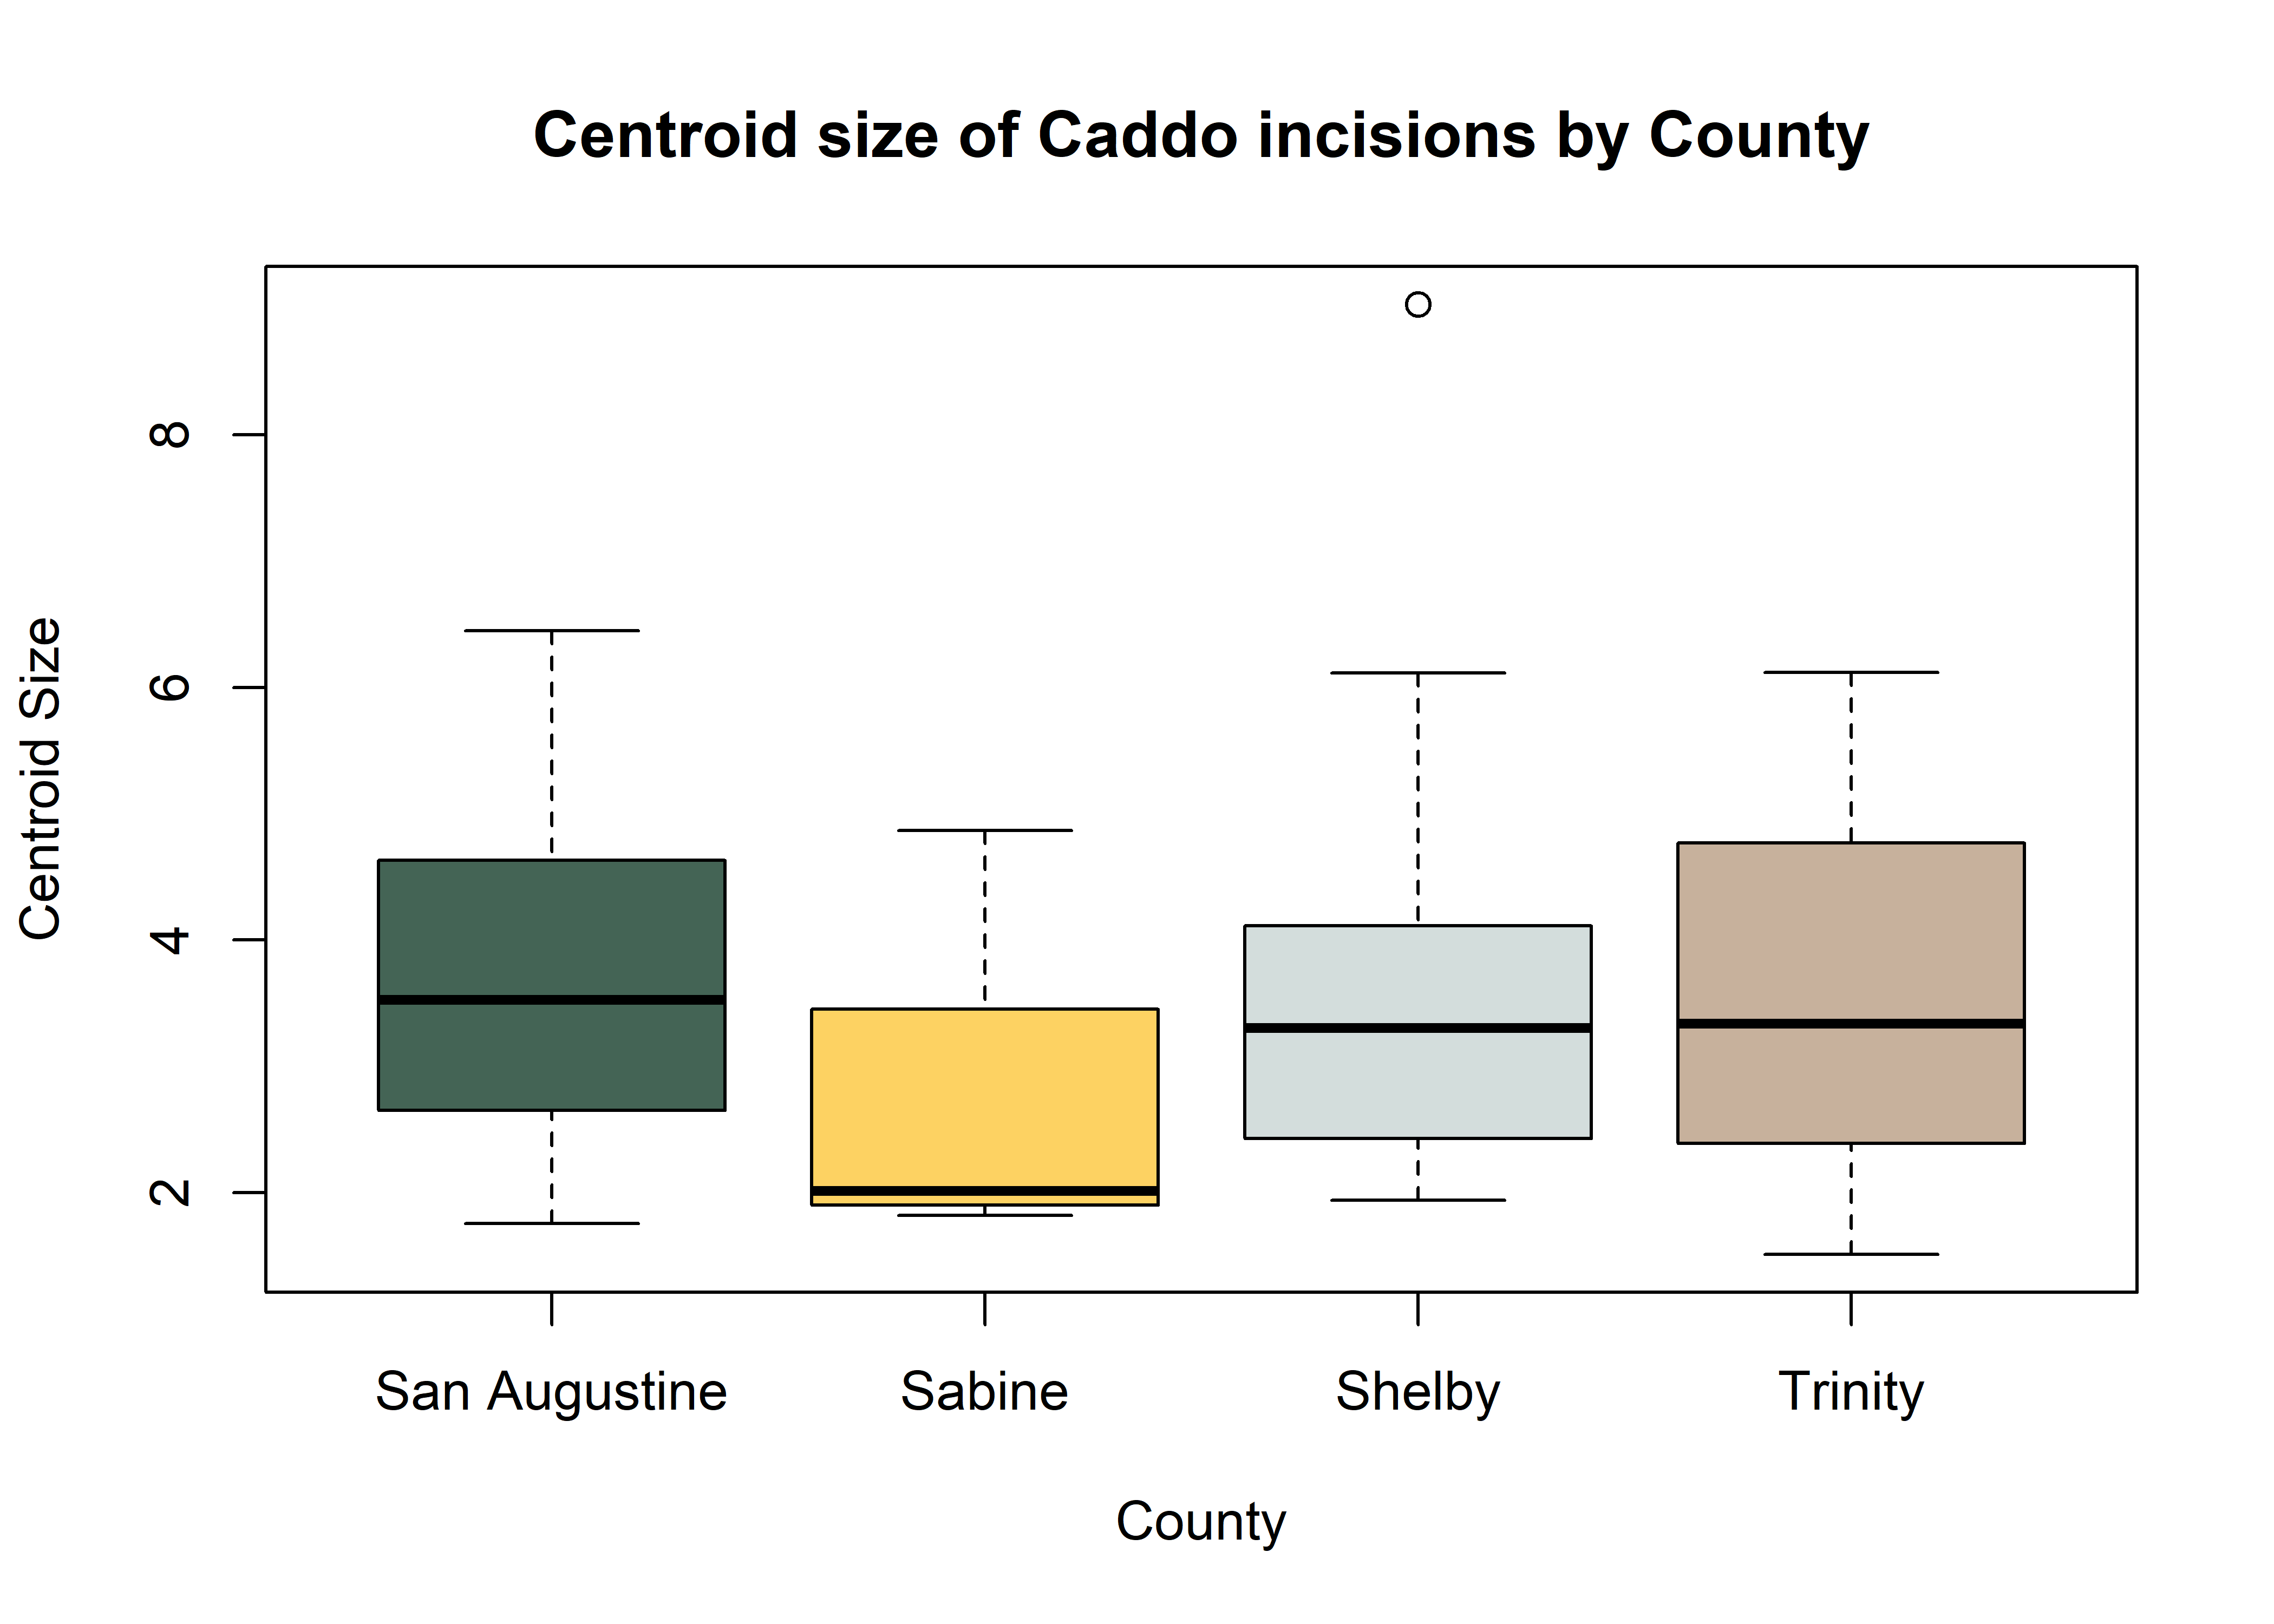 Centroid size of Caddo incisions by County
Centroid Size
8
6
4
2
San Augustine
Sabine
Shelby
Trinity
County